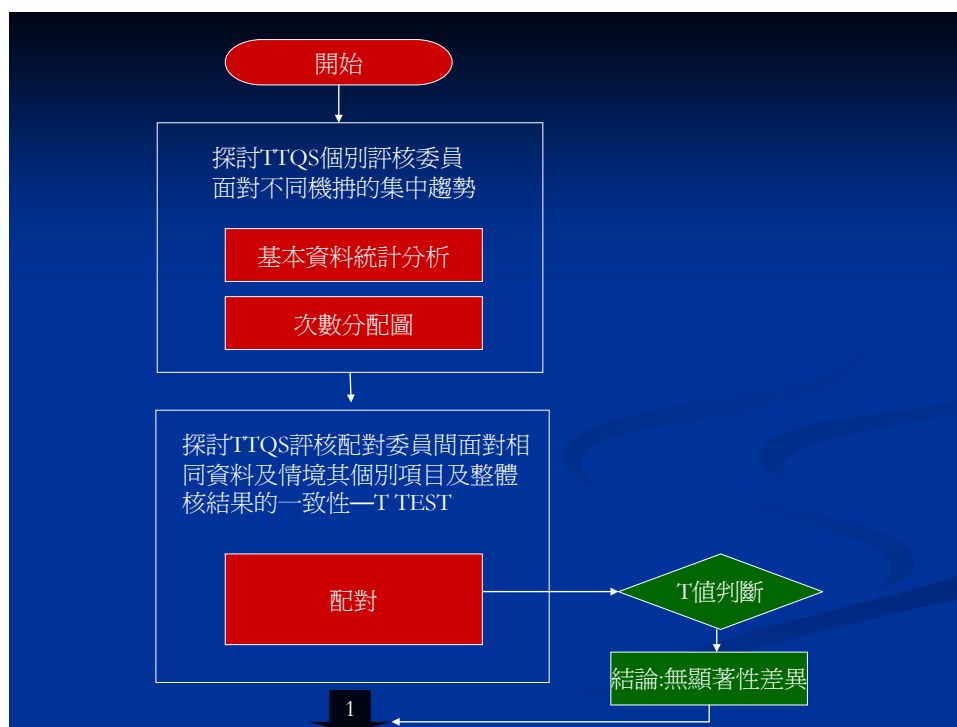 開始
探討TTQS個別評核委員
面對不同機抩的集中趨勢
基本資料統計分析
次數分配圖
探討TTQS評核配對委員間面對相
同資料及情境其個別項目及整體
核結果的一致性—T TEST
配對
T值判斷
結論:無顯著性差異
1